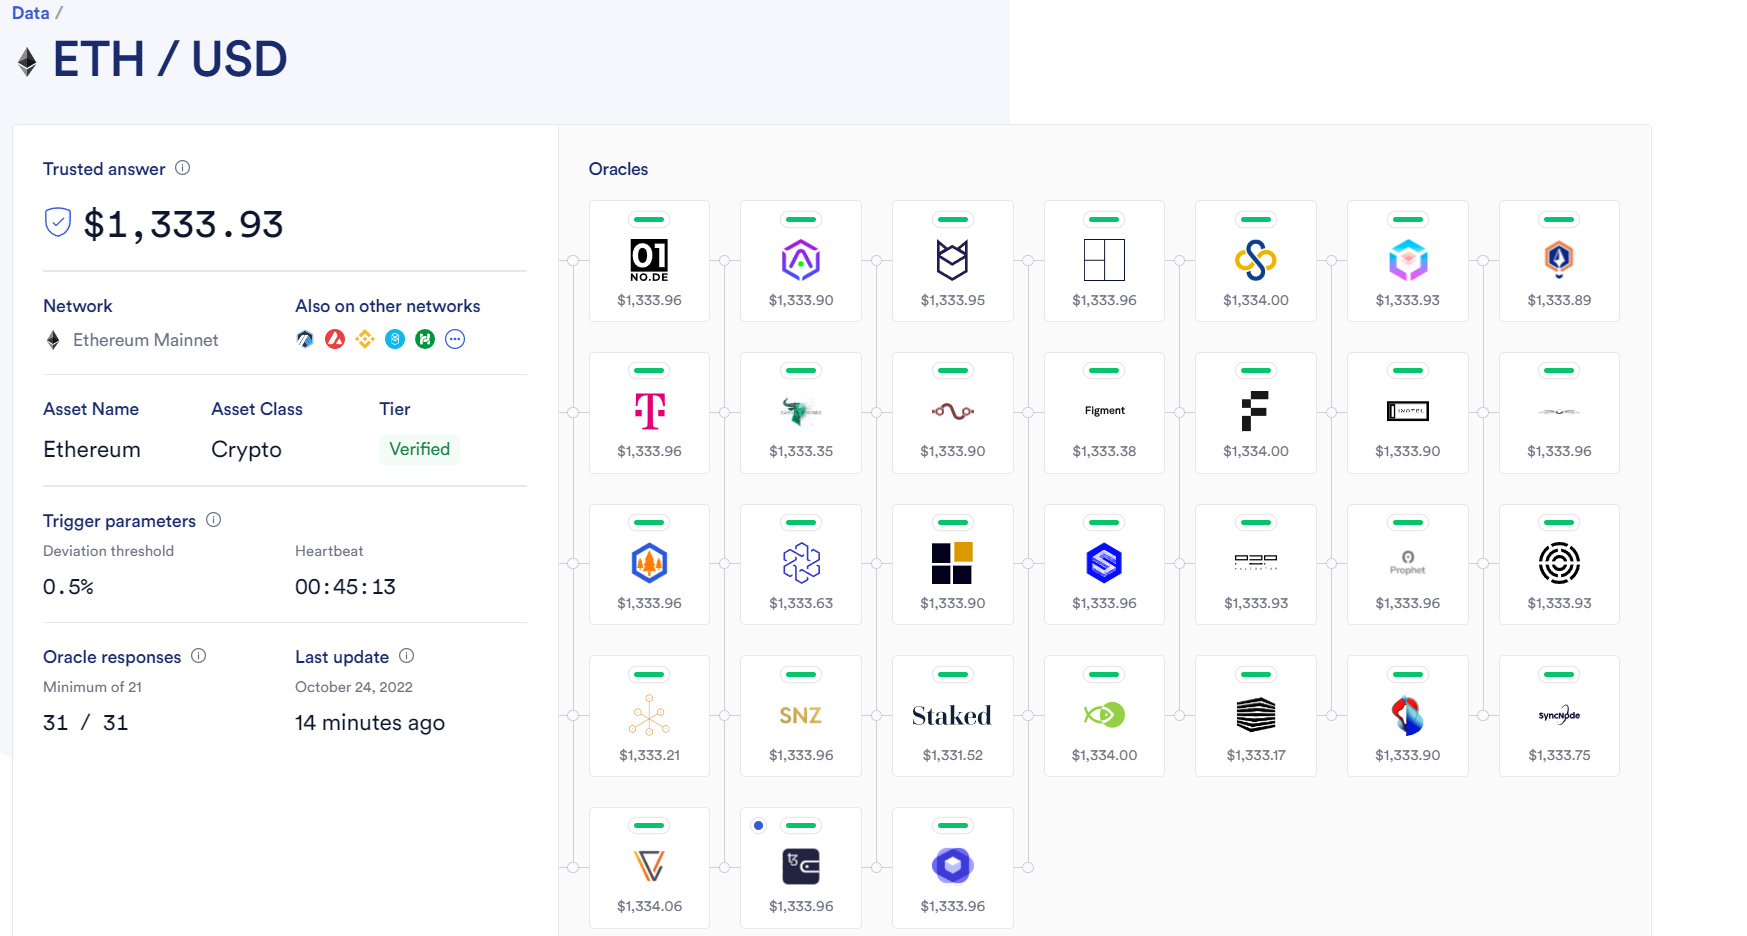 Data /
ETH / USD
Trusted answer
$1,333.93
Network
Also on other networks
Ethereum Mainnet
Asset Name
Asset Class
Tier
Ethereum
Crypto
Verified
Trigger parameters
Deviation threshold
Heartbeat
0.5%
00:45:13
Oracle responses
Last update
Minimum of 21
October 24, 2022
31 / 31
14 minutes ago
Oracles
01
NO.DE
$1,333.96
$1,333.90
$1,333.95
$1,333.96
$1,334.00
$1,333.93
$1,333.89
T
$1,333.96
$1,333.35
$1,333.90
Figment
$1,333.38
F
$1,334.00
INOTEL
$1,333.90
$1,333.96
$1,333.96
$1,333.63
$1,333.90
$1,333.96
P2P
$1,333.93
Prophet
$1,333.96
$1,333.93
$1,333.21
SNZ
$1,333.96
Staked
$1,331.52
$1,334.00
$1,333.17
$1,333.90
SyncNode
$1,333.75
$1,334.06
$1,333.96
$1,333.96